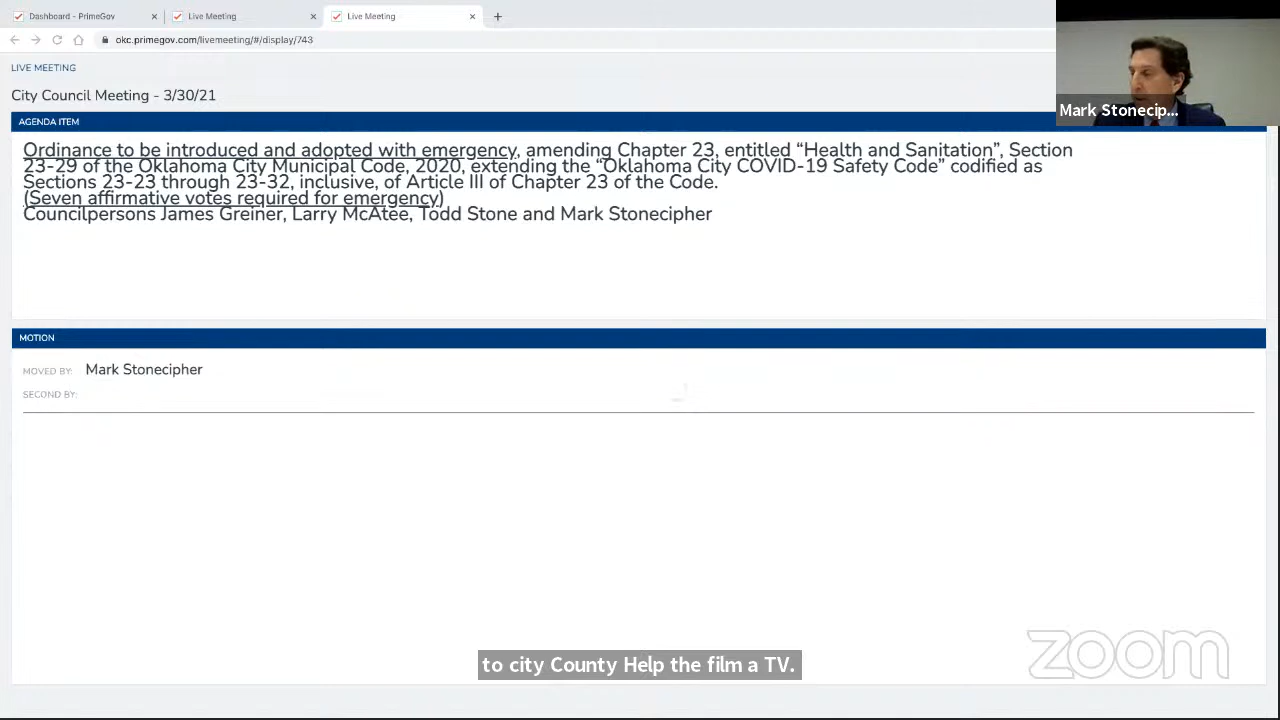 Dashboard - PrimeGov
Live Meeting
Live Meeting
okc.primegov.com/livemeeting/#/display/743
LIVE MEETING
City Council Meeting - 3/30/21
Mark Stonecip...
AGENDA ITEM
Ordinance to be introduced and adopted with emergency, amending Chapter 23, entitled “Health and Sanitation”, Section
23-29 of the Oklahoma City Municipal Code, 2020, extending the “Oklahoma City COVID-19 Safety Code” codified as
Sections 23-23 through 23-32, inclusive, of Article III of Chapter 23 of the Code.
(Seven affirmative votes required for emergency)
Councilpersons James Greiner, Larry McAtee, Todd Stone and Mark Stonecipher
MOTION
MOVED BY: Mark Stonecipher
SECOND BY:
to city County Help the film a TV.
zoom